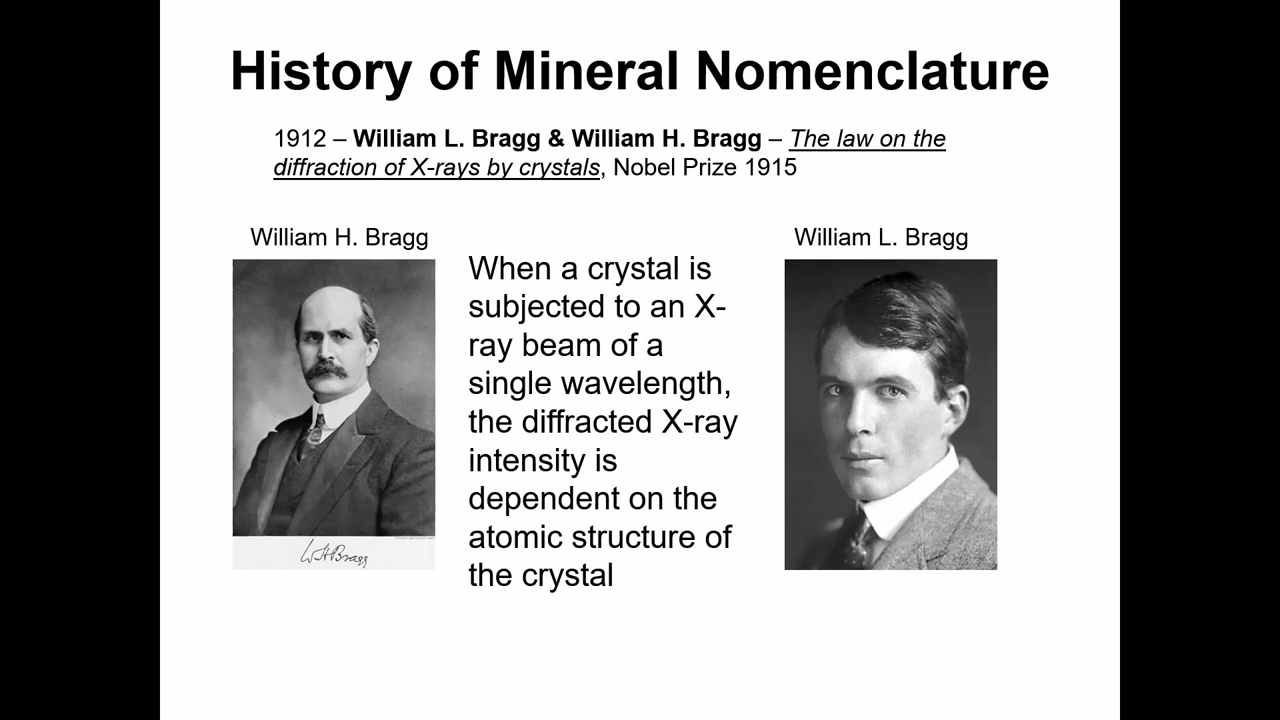 History of Mineral Nomenclature
1912 – William L. Bragg & William H. Bragg – The law on the
diffraction of X-rays by crystals, Nobel Prize 1915
William H. Bragg
William L. Bragg
When a crystal is
subjected to an X-
ray beam of a
single wavelength,
the diffracted X-ray
intensity is
dependent on the
atomic structure of
the crystal
W H Bragg